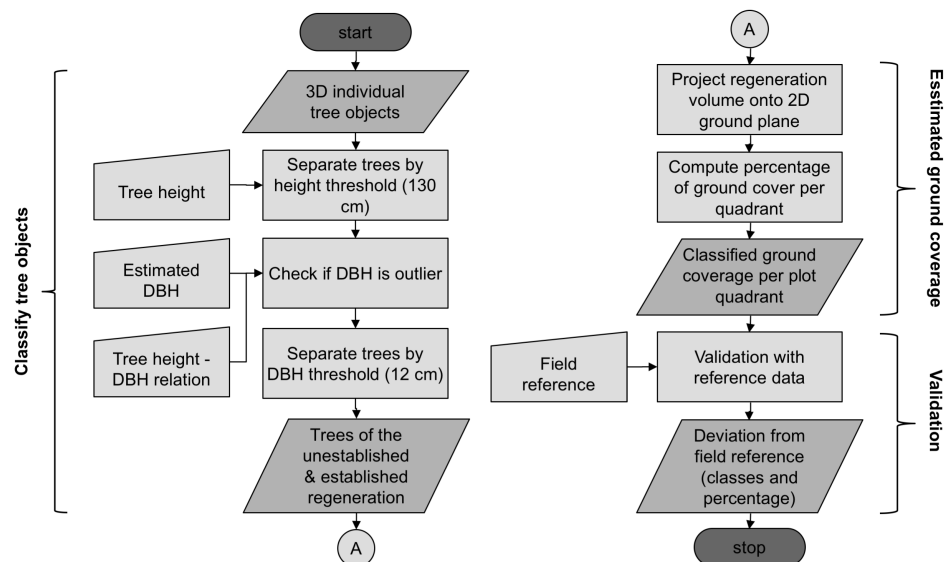 start
3D individual
tree objects
Tree height
Separate trees by
height threshold (130
cm)
Estimated
DBH
Check if DBH is outlier
Tree height -
DBH relation
Separate trees by
DBH threshold (12 cm)
Trees of the
unestablished
& established
regeneration
A
Classify tree objects
A
Project regeneration
volume onto 2D
ground plane
Compute percentage
of ground cover per
quadrant
Classified ground
coverage per plot
quadrant
Esstimated ground coverage
Field
reference
Validation with
reference data
Deviation from
field reference
(classes and
percentage)
stop
Validation